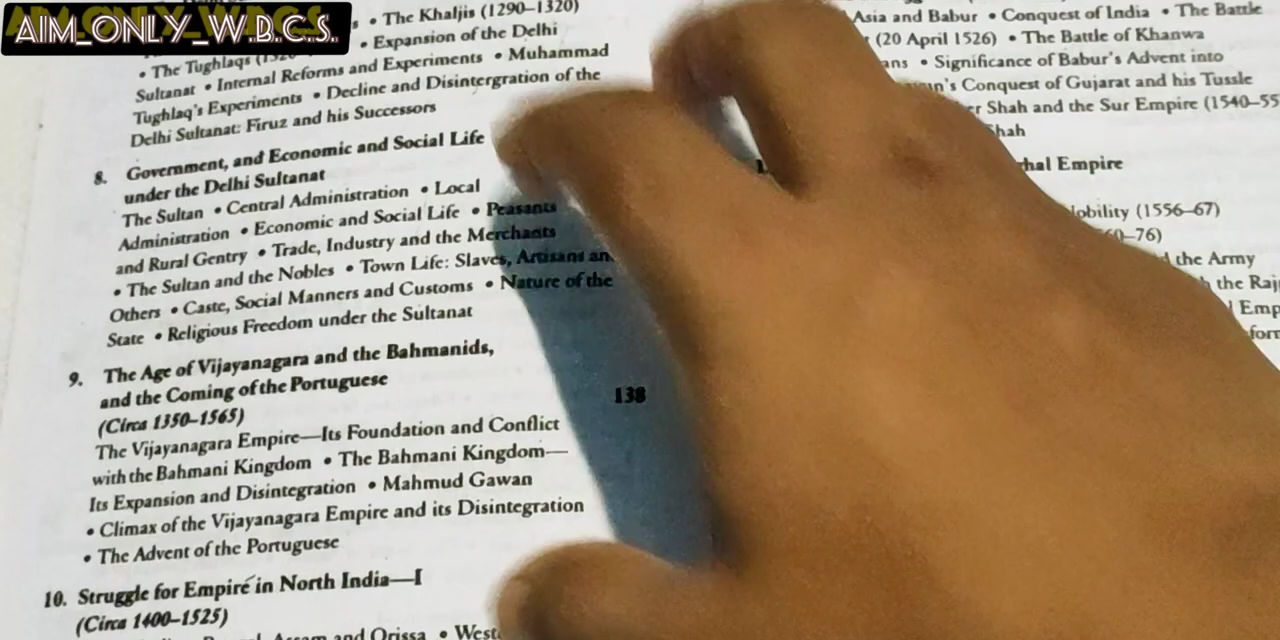 AIM_ONLY_W.B.C.S.
• The Khaljis (1290–1320)
• Expansion of the Delhi
• The Tughlaqs
Sultanat • Internal Reforms and Experiments • Muhammad
Tughlaq's Experiments • Decline and Disintergration of the
Delhi Sultanat: Firuz and his Successors
8. Government, and Economic and Social Life
under the Delhi Sultanat
The Sultan • Central Administration • Local
Administration • Economic and Social Life • Peasants
and Rural Gentry • Trade, Industry and the Merchants
• The Sultan and the Nobles • Town Life: Slaves, Artisans
Others • Caste, Social Manners and Customs • Nature of the
State • Religious Freedom under the Sultanat
9. The Age of Vijayanagara and the Bahmanids,
and the Coming of the Portuguese
(Circa 1350–1565)
138
The Vijayanagara Empire—Its Foundation and Conflict
with the Bahmani Kingdom • The Bahmani Kingdom—
Its Expansion and Disintegration • Mahmud Gawan
• Climax of the Vijayanagara Empire and its Disintegration
• The Advent of the Portuguese
10. Struggle for Empire in North India—I
(Circa 1400–1525)
and Orissa •
Asia and Babur • Conquest of India • The Battle
(20 April 1526) • The Battle of Khanwa
• Significance of Babur's Advent into
Conquest of Gujarat and his Tussle
Shah and the Sur Empire (1540–55
Shah
Empire
(1556–67)
the Army
the